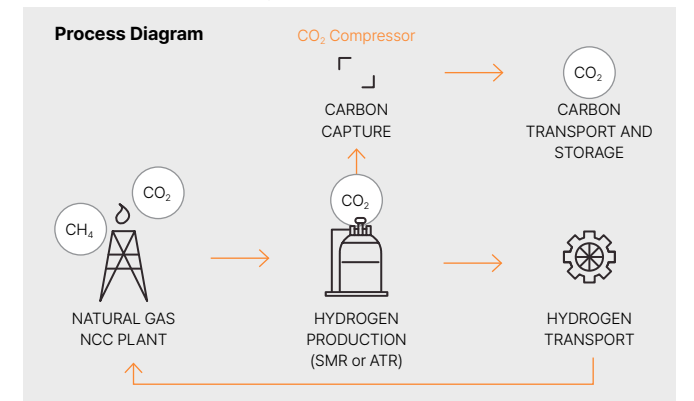 Process Diagram
CO₂ Compressor
CARBON
CAPTURE
CO₂
CARBON
TRANSPORT AND
STORAGE
CH₄
CO₂
NATURAL GAS
NCC PLANT
CO₂
HYDROGEN
PRODUCTION
(SMR or ATR)
HYDROGEN
TRANSPORT